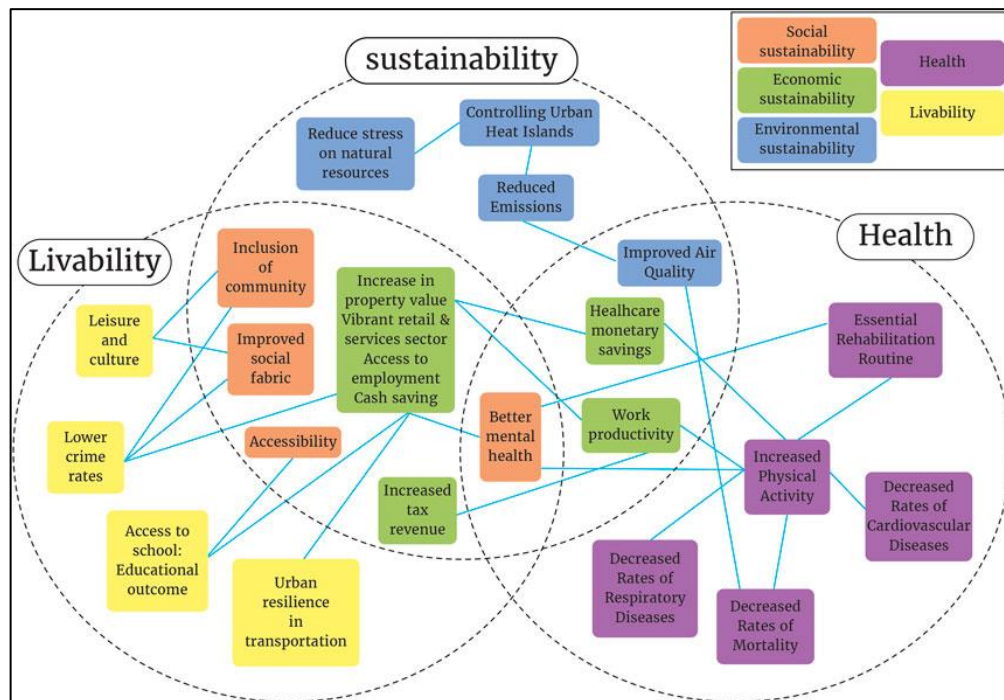 sustainability
Social
sustainability
Economic
sustainability
Environmental
sustainability
Health
Livability
Controlling Urban
Heat Islands
Reduce stress
on natural
resources
Reduced
Emissions
Livability
Health
Inclusion of
community
Improved Air
Quality
Increase in
property value
Vibrant retail &
services sector
Access to
employment
Cash saving
Leisure
and
culture
Improved
social
fabric
Healthcare
monetary
savings
Essential
Rehabilitation
Routine
Lower
crime
rates
Accessibility
Better
mental
health
Work
productivity
Increased
Physical
Activity
Increased
tax
revenue
Decreased
Rates of
Cardiovascular
Diseases
Access to
school:
Educational
outcome
Urban
resilience
in
transportation
Decreased
Rates of
Respiratory
Diseases
Decreased
Rates of
Mortality